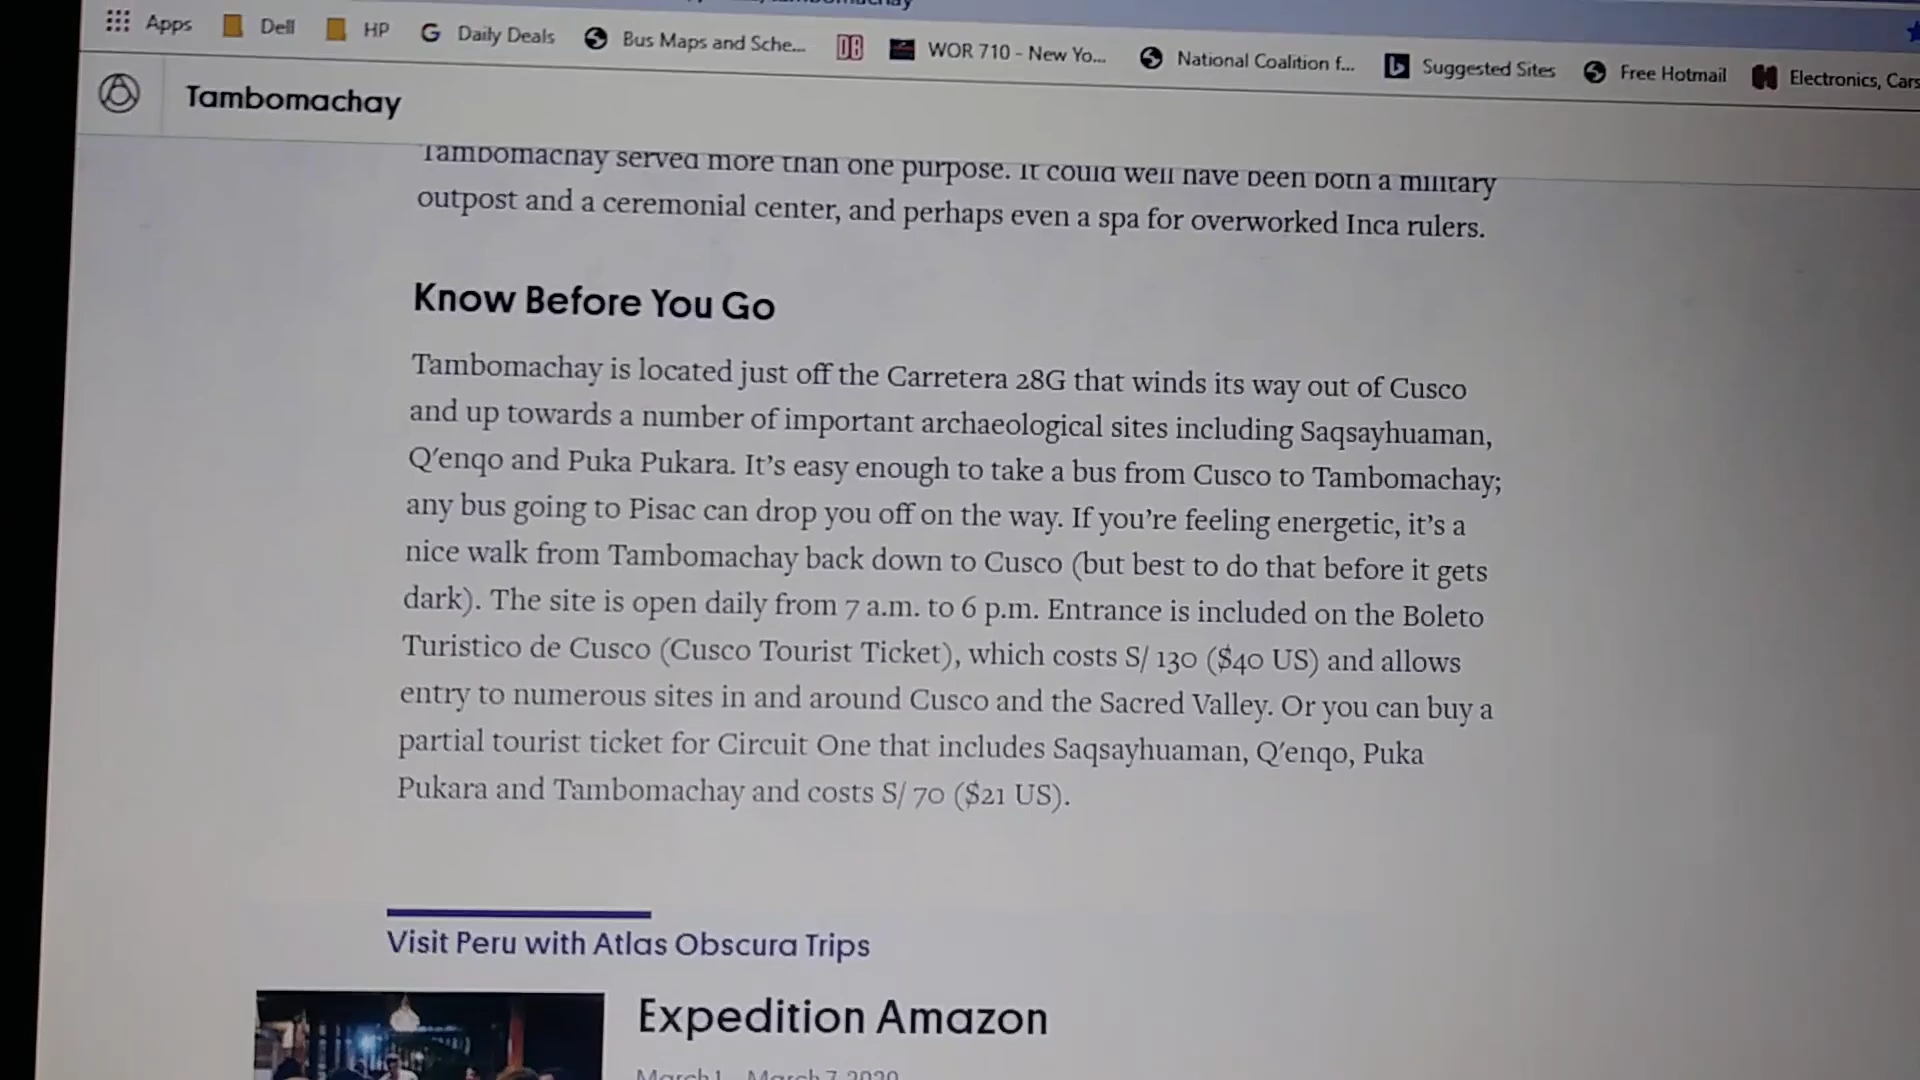 Apps Dell HP Daily Deals Bus Maps and Sche... DB WOR 710 - New Yo... National Coalition f... Suggested Sites Free Hotmail Electronics, Cars
Tambomachay
Tambomachay served more than one purpose. It could well have been both a military
outpost and a ceremonial center, and perhaps even a spa for overworked Inca rulers.
Know Before You Go
Tambomachay is located just off the Carretera 28G that winds its way out of Cusco
and up towards a number of important archaeological sites including Saqsayhuaman,
Q'enqo and Puka Pukara. It's easy enough to take a bus from Cusco to Tambomachay;
any bus going to Pisac can drop you off on the way. If you're feeling energetic, it's a
nice walk from Tambomachay back down to Cusco (but best to do that before it gets
dark). The site is open daily from 7 a.m. to 6 p.m. Entrance is included on the Boleto
Turistico de Cusco (Cusco Tourist Ticket), which costs S/ 130 ($40 US) and allows
entry to numerous sites in and around Cusco and the Sacred Valley. Or you can buy a
partial tourist ticket for Circuit One that includes Saqsayhuaman, Q'enqo, Puka
Pukara and Tambomachay and costs S/ 70 ($21 US).
Visit Peru with Atlas Obscura Trips
Expedition Amazon
March 1 - March 7, 2020